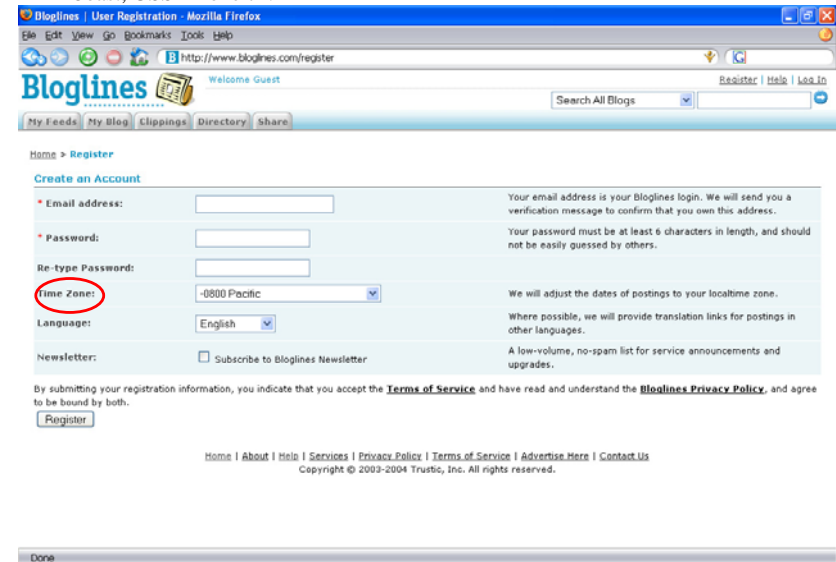 Bloglines | User Registration - Mozilla Firefox
File Edit View Go Bookmarks Tools Help
http://www.bloglines.com/register
Bloglines
Welcome Guest
Register | Help | Log In
Search All Blogs
My Feeds My Blog Clippings Directory Share
Home > Register
Create an Account
* Email address:
Your email address is your Bloglines login. We will send you a
verification message to confirm that you own this address.
* Password:
Your password must be at least 6 characters in length, and should
not be easily guessed by others.
Re-type Password:
Time Zone:
-0800 Pacific
We will adjust the dates of postings to your localtime zone.
Language:
English
Where possible, we will provide translation links for postings in
other languages.
Newsletter:
Subscribe to Bloglines Newsletter
A low-volume, no-spam list for service announcements and
upgrades.
By submitting your registration information, you indicate that you accept the Terms of Service and have read and understand the Bloglines Privacy Policy, and agree
to be bound by both.
Register
Home | About | Help | Services | Privacy Policy | Terms of Service | Advertise Here | Contact Us
Copyright © 2003-2004 Trustic, Inc. All rights reserved.
Done